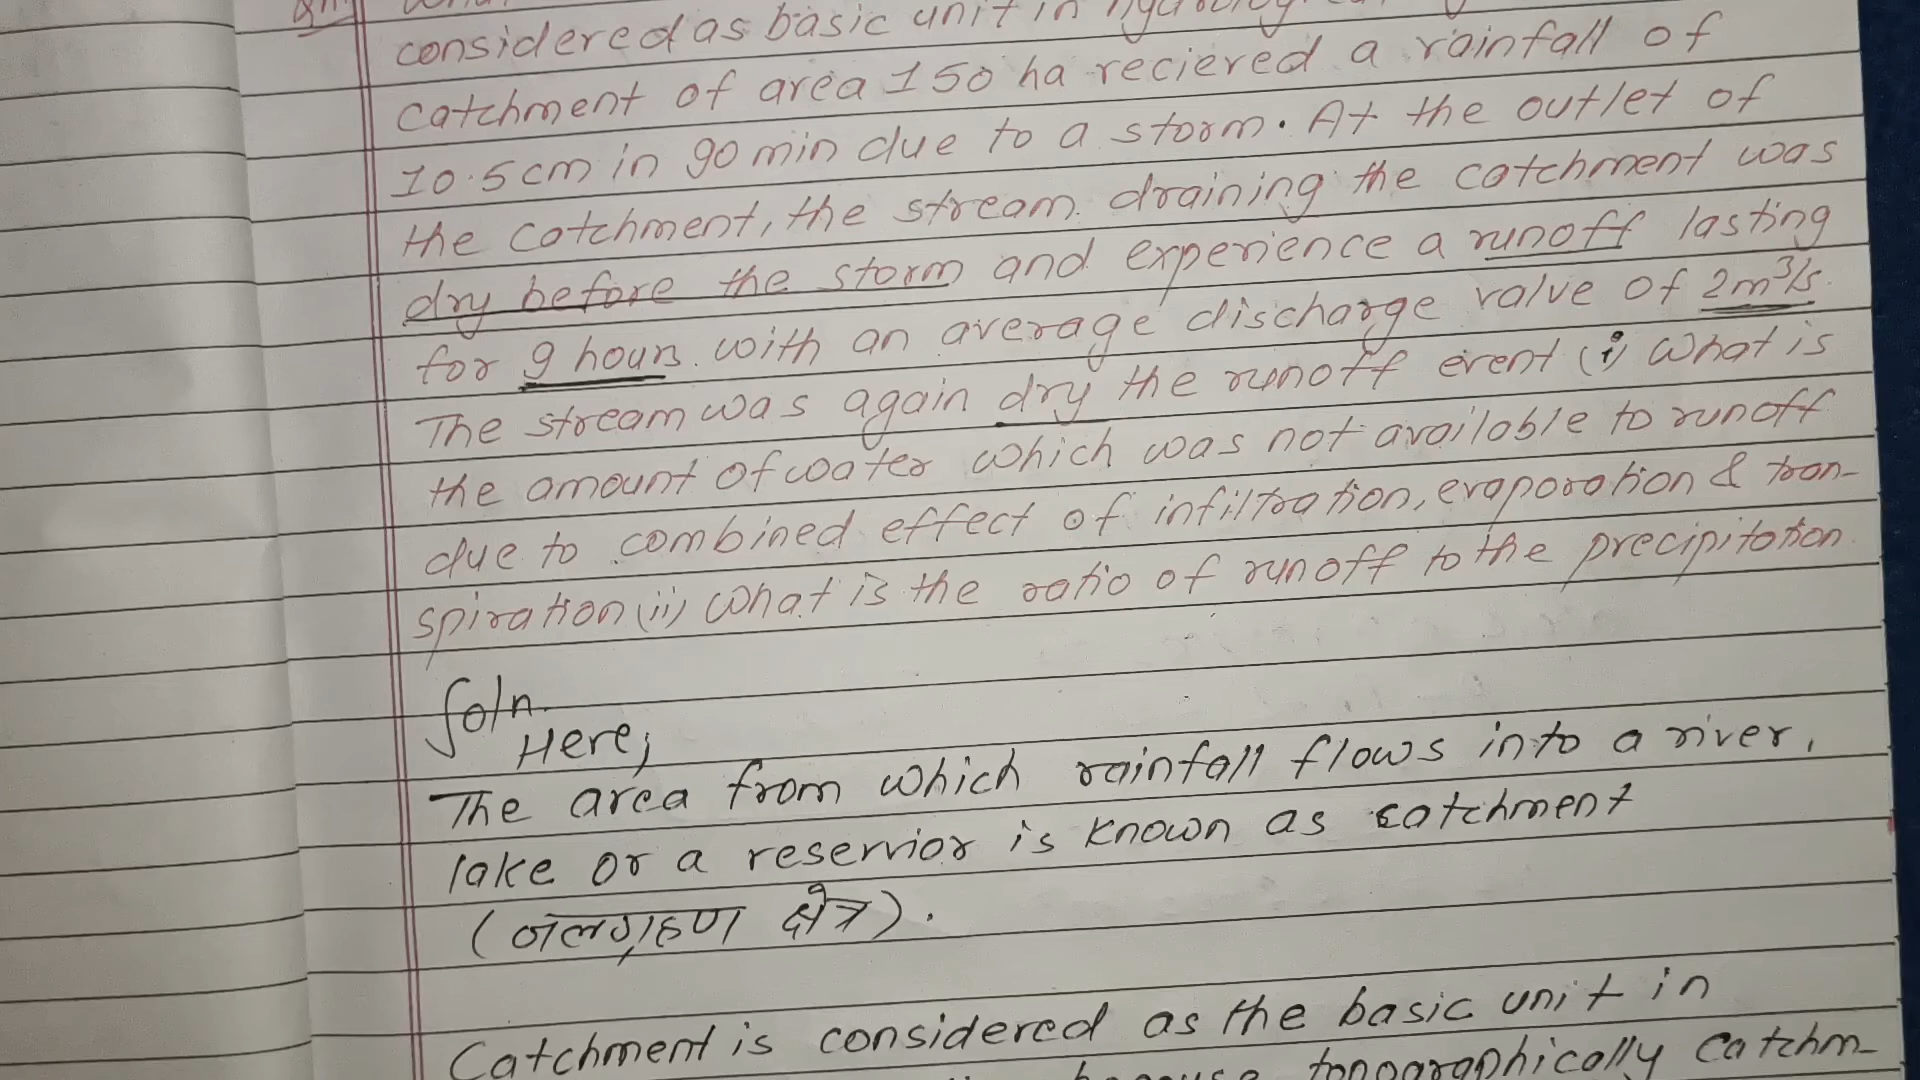 considered as basic unit in
catchment of area 150 ha reciered a rainfall of
10.5cm in 90 min due to a storm. At the outlet of
the catchment, the stream draining the catchment was
dry before the storm and experience a runoff lasting
for 9 hours with an average discharge value of 2m³/s.
The stream was again dry the runoff event (i) What is
the amount of water which was not available to runoff
due to combined effect of infiltration, evaporation & tran-
spiration (ii) What is the ratio of runoff to the precipitation
Soln.
Here,
The area from which rainfall flows into a river,
lake or a reservior is known as catchment
(जलग्रहण क्षेत्र).
Catchment is considered as the basic unit in
topographically catchm-